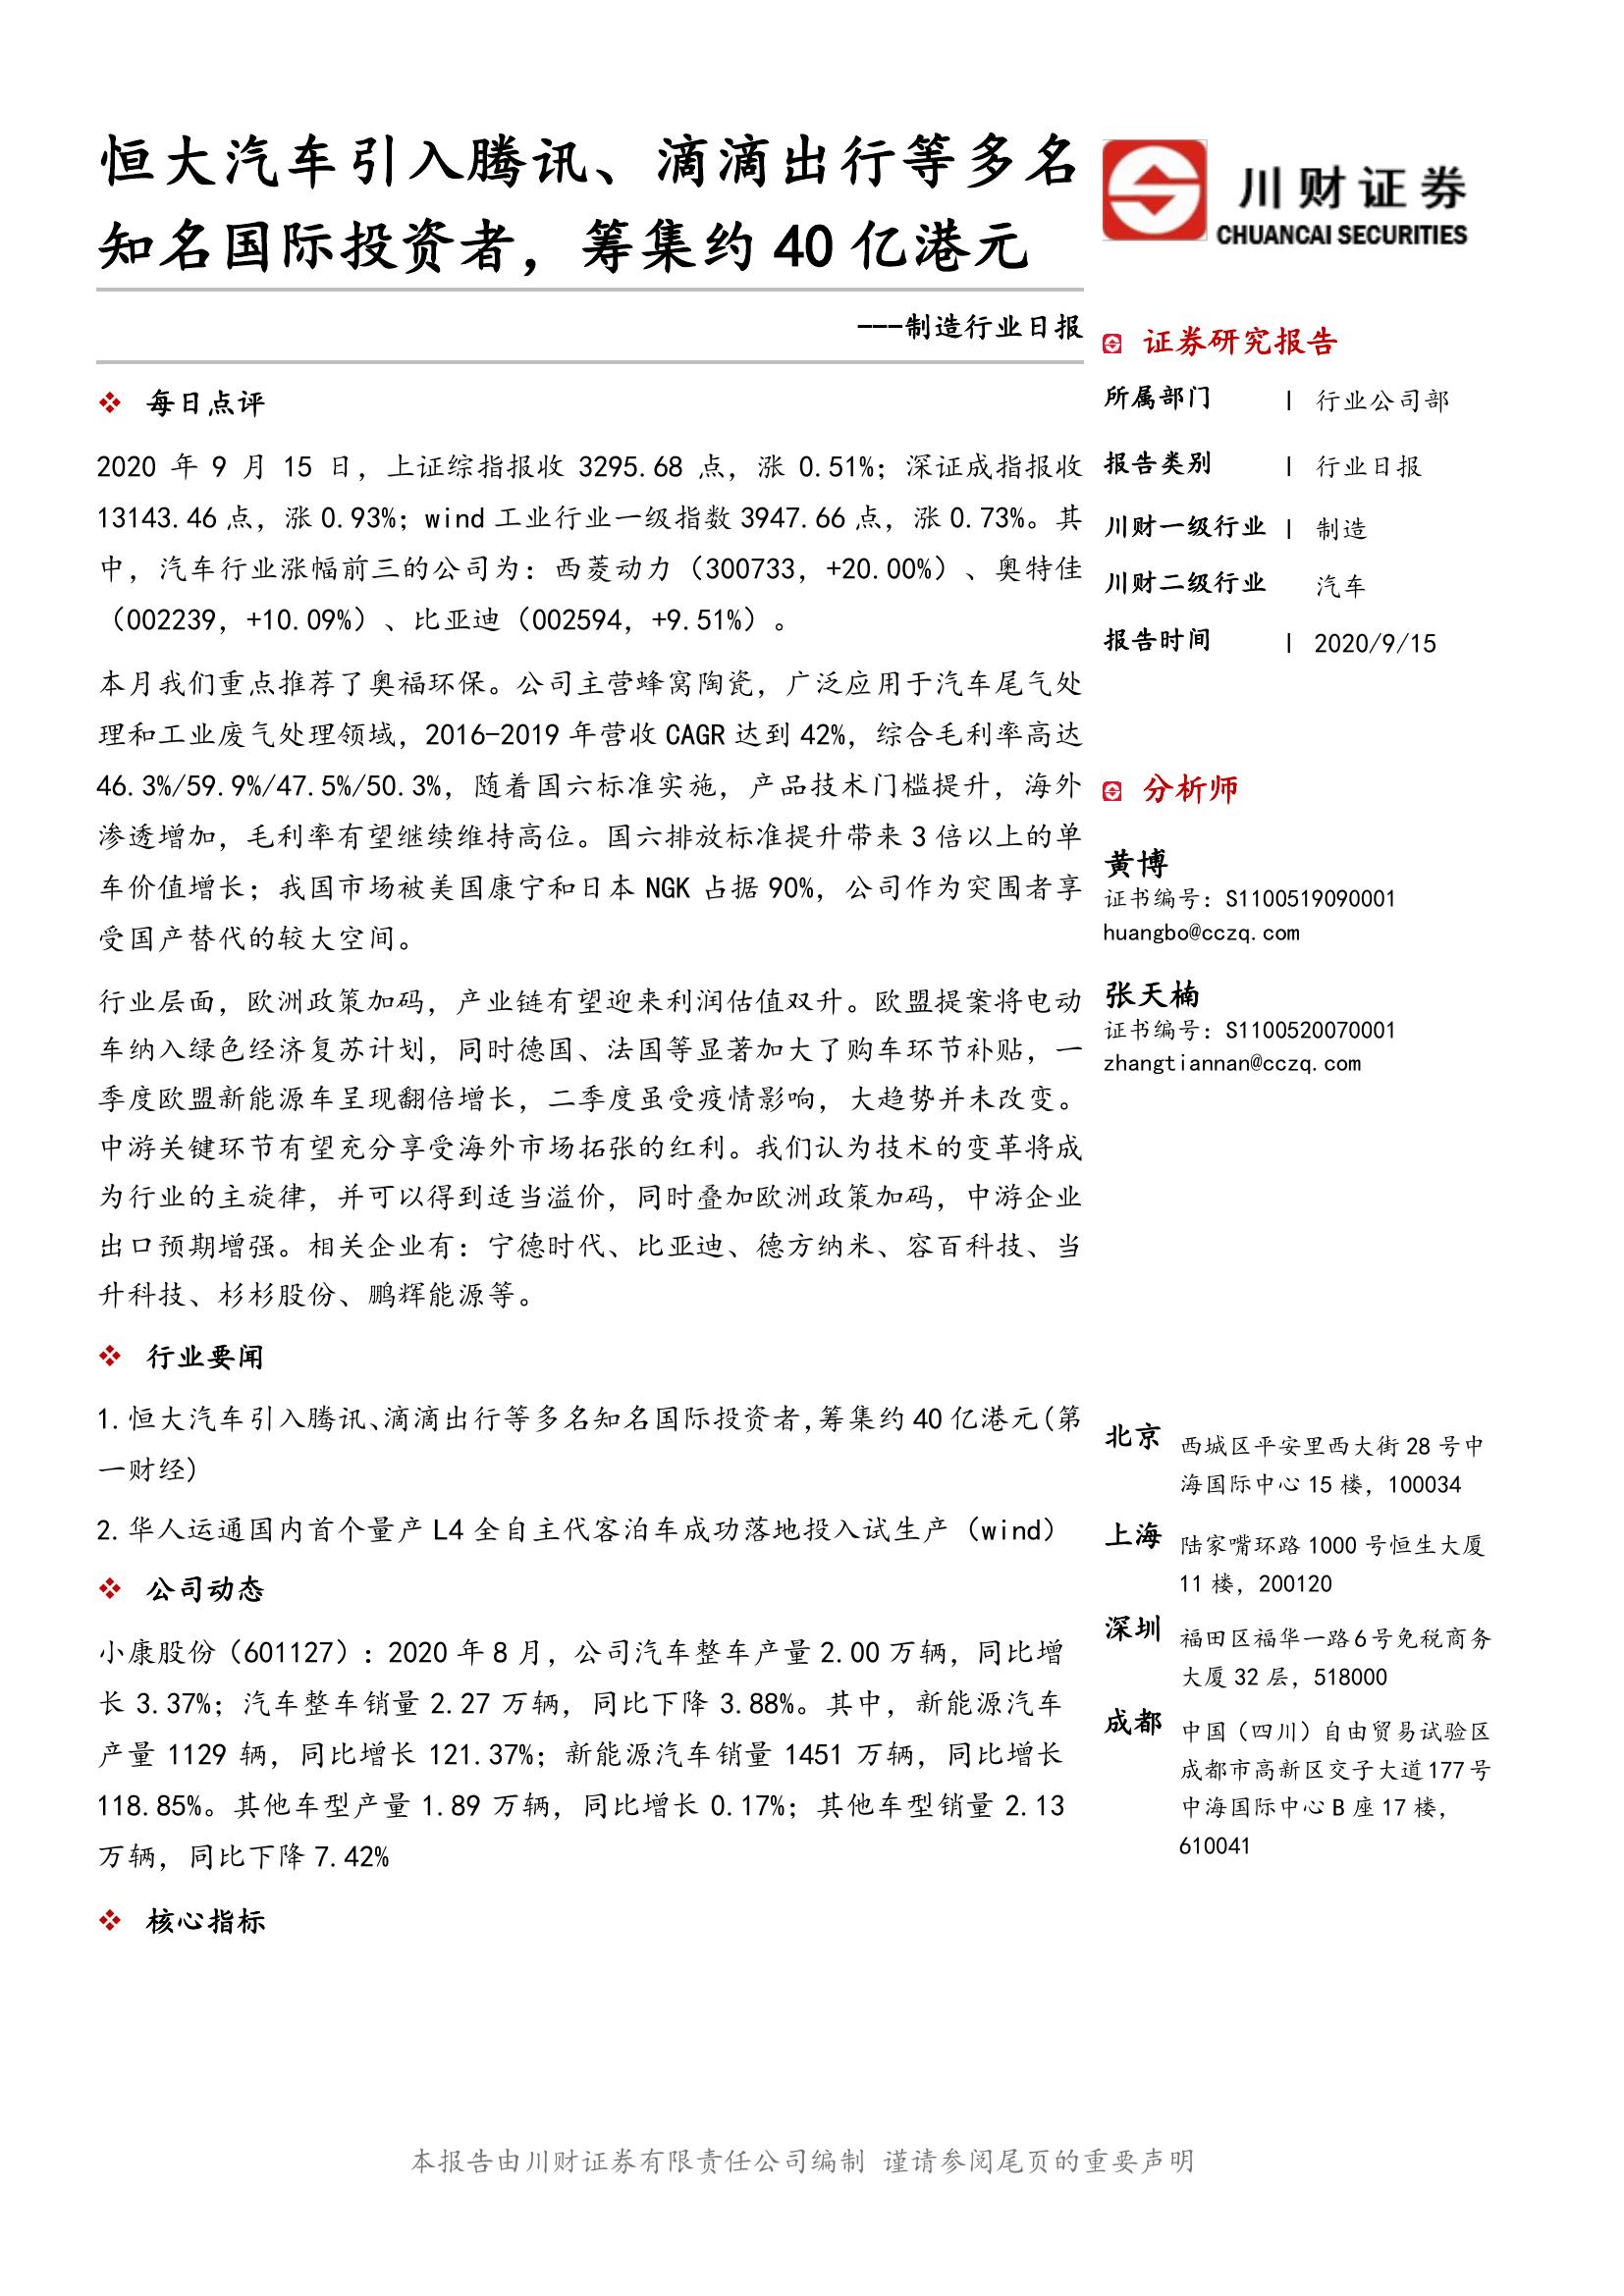 恒大汽车引入腾讯、滴滴出行等多名
知名国际投资者，筹集约 40 亿港元
---制造行业日报
每日点评
2020 年 9 月 15 日，上证综指报收 3295.68 点，涨 0.51%；深证成指报收
13143.46 点，涨 0.93%；wind 工业行业一级指数 3947.66 点，涨 0.73%。其
中，汽车行业涨幅前三的公司为：西菱动力（300733，+20.00%）、奥特佳
（002239，+10.09%）、比亚迪（002594，+9.51%）。
本月我们重点推荐了奥福环保。公司主营蜂窝陶瓷，广泛应用于汽车尾气处
理和工业废气处理领域，2016-2019 年营收 CAGR 达到 42%，综合毛利率高达
46.3%/59.9%/47.5%/50.3%，随着国六标准实施，产品技术门槛提升，海外
渗透增加，毛利率有望继续维持高位。国六排放标准提升带来 3 倍以上的单
车价值增长；我国市场被美国康宁和日本 NGK 占据 90%，公司作为突围者享
受国产替代的较大空间。
行业层面，欧洲政策加码，产业链有望迎来利润估值双升。欧盟提案将电动
车纳入绿色经济复苏计划，同时德国、法国等显著加大了购车环节补贴，一
季度欧盟新能源车呈现翻倍增长，二季度虽受疫情影响，大趋势并未改变。
中游关键环节有望充分享受海外市场拓张的红利。我们认为技术的变革将成
为行业的主旋律，并可以得到适当溢价，同时叠加欧洲政策加码，中游企业
出口预期增强。相关企业有：宁德时代、比亚迪、德方纳米、容百科技、当
升科技、杉杉股份、鹏辉能源等。
行业要闻
1.恒大汽车引入腾讯、滴滴出行等多名知名国际投资者,筹集约 40 亿港元(第
一财经)
2.华人运通国内首个量产 L4 全自主代客泊车成功落地投入试生产（wind）
公司动态
小康股份（601127）：2020 年 8 月，公司汽车整车产量 2.00 万辆，同比增
长 3.37%；汽车整车销量 2.27 万辆，同比下降 3.88%。其中，新能源汽车
产量 1129 辆，同比增长 121.37%；新能源汽车销量 1451 万辆，同比增长
118.85%。其他车型产量 1.89 万辆，同比增长 0.17%；其他车型销量 2.13
万辆，同比下降 7.42%
核心指标
川财证券
CHUANCAI SECURITIES
证券研究报告
所属部门 | 行业公司部
报告类别 | 行业日报
川财一级行业 | 制造
川财二级行业 汽车
报告时间 | 2020/9/15
分析师
黄博
证书编号：S1100519090001
huangbo@cczq.com
张天楠
证书编号：S1100520070001
zhangtiannan@cczq.com
北京 西城区平安里西大街 28 号中
海国际中心 15 楼，100034
上海 陆家嘴环路 1000 号恒生大厦
11 楼，200120
深圳 福田区福华一路 6 号免税商务
大厦 32 层，518000
成都 中国（四川）自由贸易试验区
成都市高新区交子大道 177 号
中海国际中心 B 座 17 楼，
610041
本报告由川财证券有限责任公司编制 谨请参阅尾页的重要声明